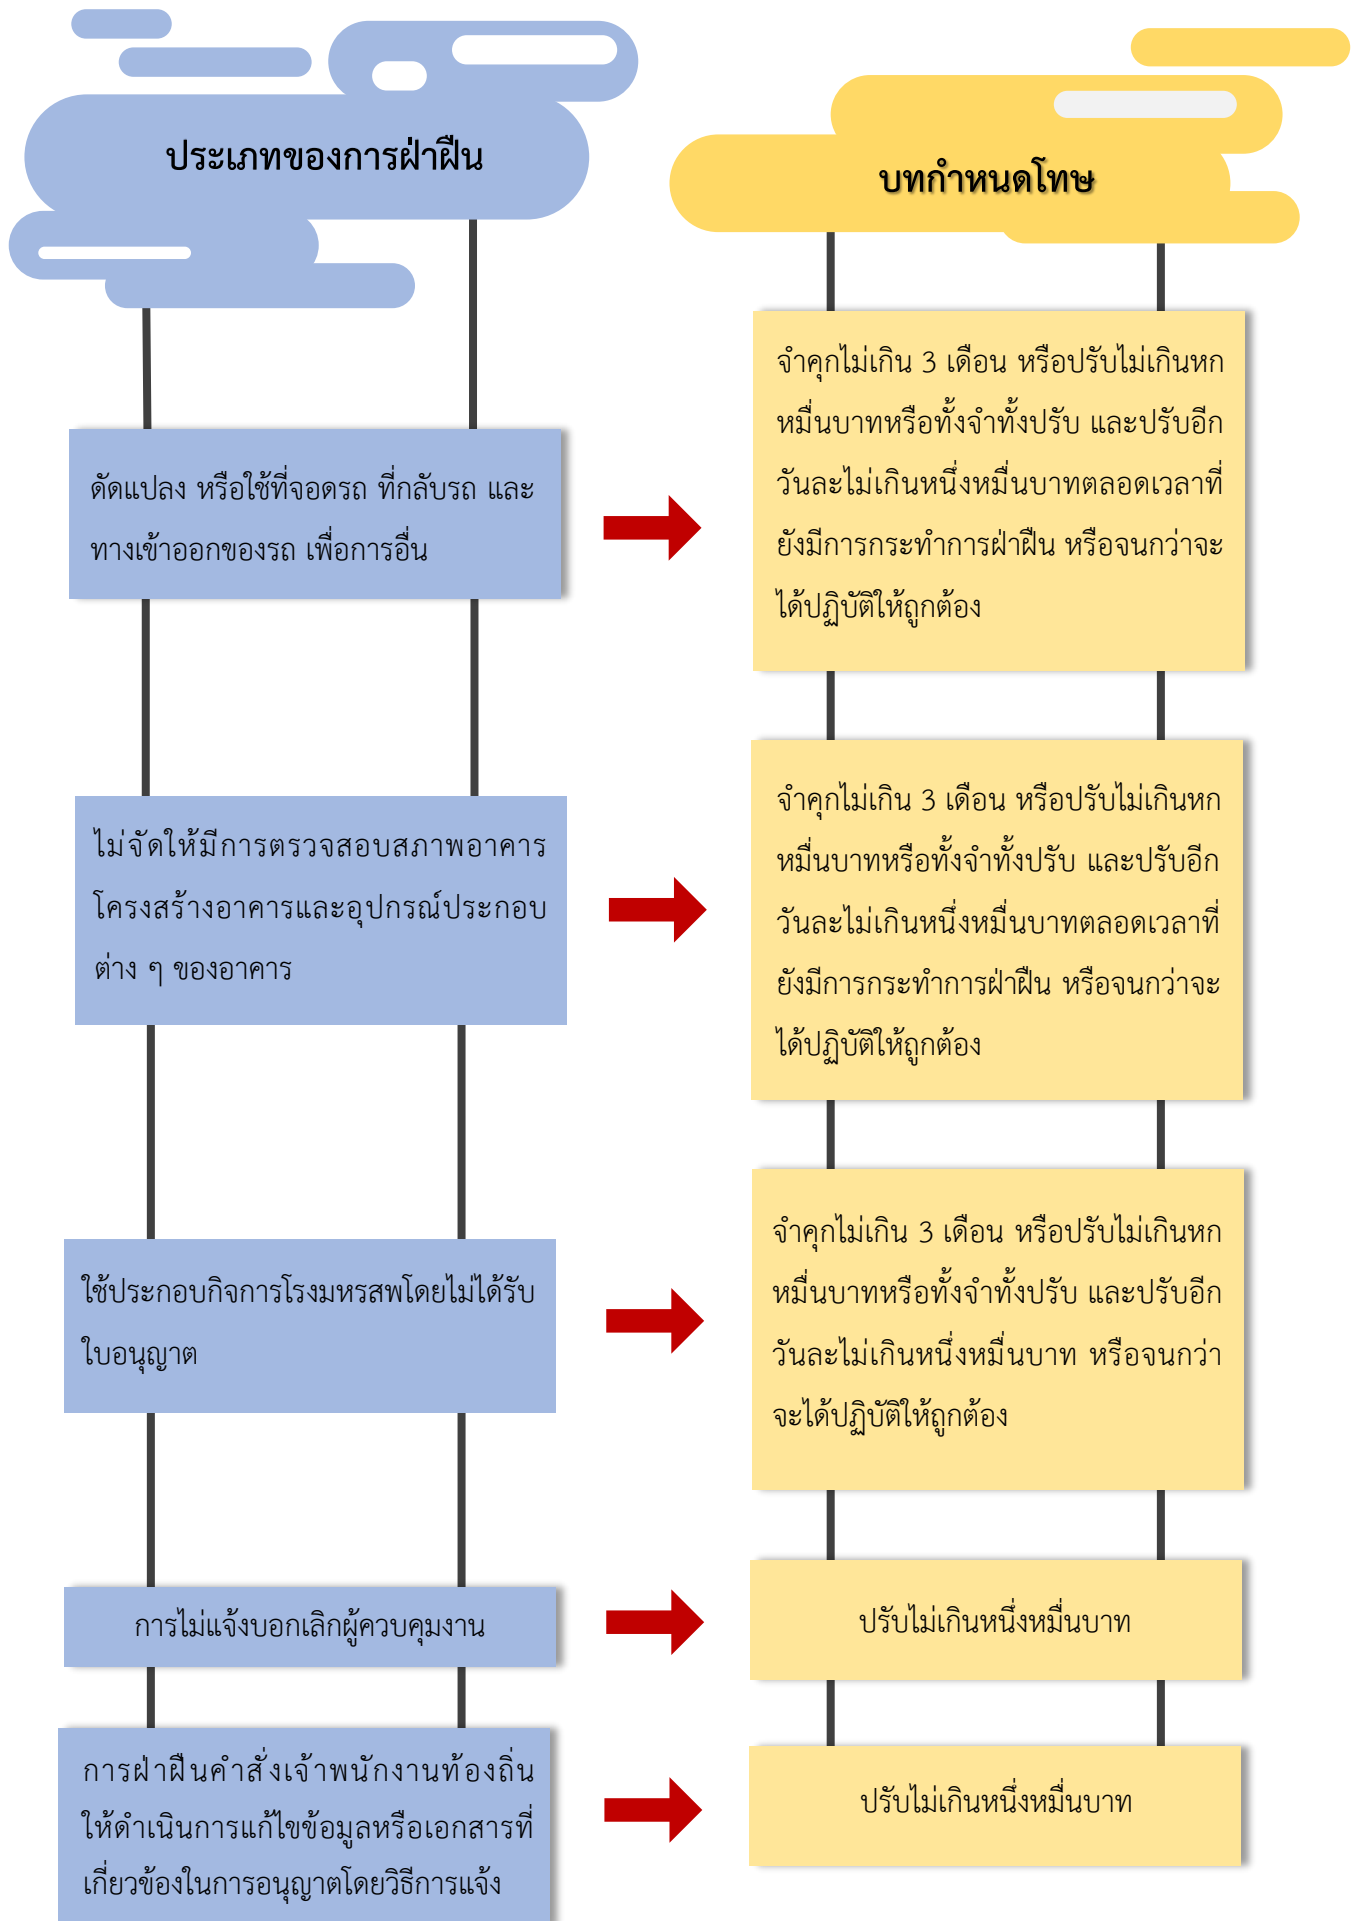 ประเภทของการฝ่าฝืน
บทกำหนดโทษ
ดัดแปลง หรือใช้ที่จอดรถ ที่กลับรถ และ
ทางเข้าออกของรถ เพื่อการอื่น
จำคุกไม่เกิน 3 เดือน หรือปรับไม่เกินหก
หมื่นบาทหรือทั้งจำทั้งปรับ และปรับอีก
วันละไม่เกินหนึ่งหมื่นบาทตลอดเวลาที่
ยังมีการกระทำการฝ่าฝืน หรือจนกว่าจะ
ได้ปฏิบัติให้ถูกต้อง
ไม่จัดให้มีการตรวจสอบสภาพอาคาร
โครงสร้างอาคารและอุปกรณ์ประกอบ
ต่าง ๆ ของอาคาร
จำคุกไม่เกิน 3 เดือน หรือปรับไม่เกินหก
หมื่นบาทหรือทั้งจำทั้งปรับ และปรับอีก
วันละไม่เกินหนึ่งหมื่นบาทตลอดเวลาที่
ยังมีการกระทำการฝ่าฝืน หรือจนกว่าจะ
ได้ปฏิบัติให้ถูกต้อง
ใช้ประกอบกิจการโรงมหรสพโดยไม่ได้รับ
ใบอนุญาต
จำคุกไม่เกิน 3 เดือน หรือปรับไม่เกินหก
หมื่นบาทหรือทั้งจำทั้งปรับ และปรับอีก
วันละไม่เกินหนึ่งหมื่นบาท หรือจนกว่า
จะได้ปฏิบัติให้ถูกต้อง
การไม่แจ้งบอกเลิกผู้ควบคุมงาน
ปรับไม่เกินหนึ่งหมื่นบาท
การฝ่าฝืนคำสั่งเจ้าพนักงานท้องถิ่น
ให้ดำเนินการแก้ไขข้อมูลหรือเอกสารที่
เกี่ยวข้องในการอนุญาตโดยวิธีการแจ้ง
ปรับไม่เกินหนึ่งหมื่นบาท